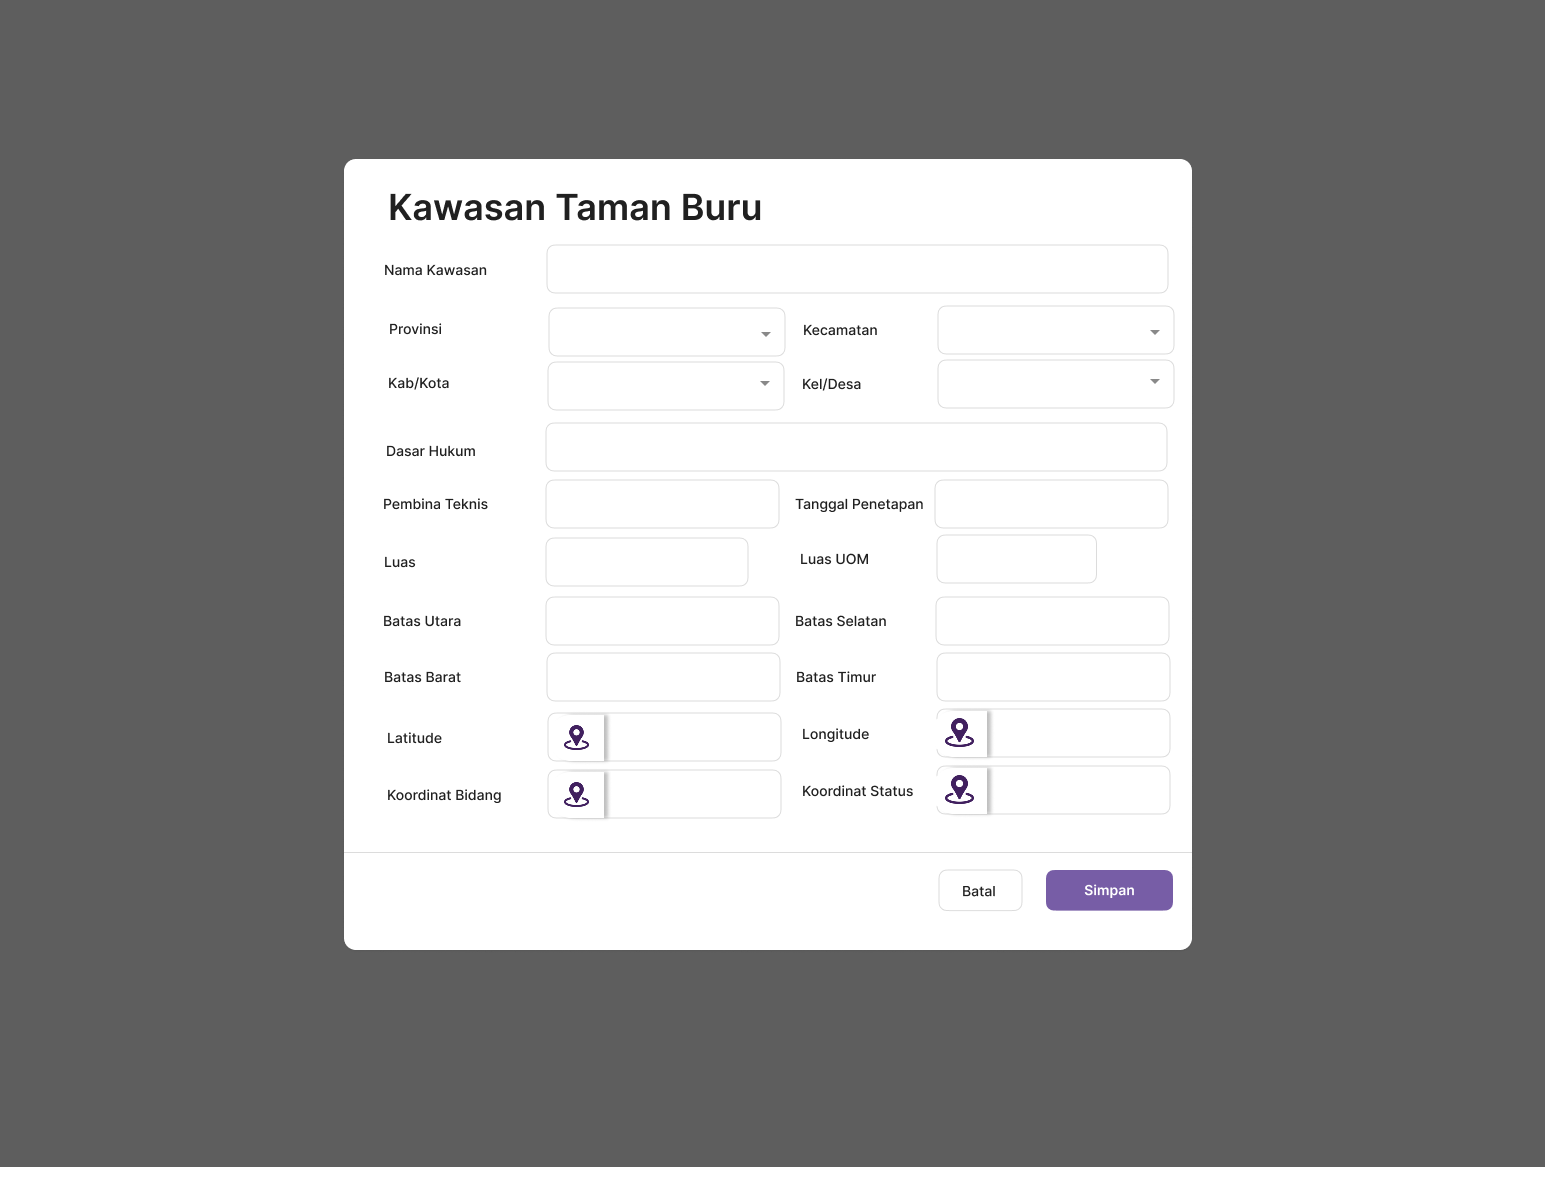 Kawasan Taman Buru
Nama Kawasan
Provinsi
Kecamatan
Kab/Kota
Kel/Desa
Dasar Hukum
Pembina Teknis
Tanggal Penetapan
Luas
Luas UOM
Batas Utara
Batas Selatan
Batas Barat
Batas Timur
Latitude
Longitude
Koordinat Bidang
Koordinat Status
Batal
Simpan